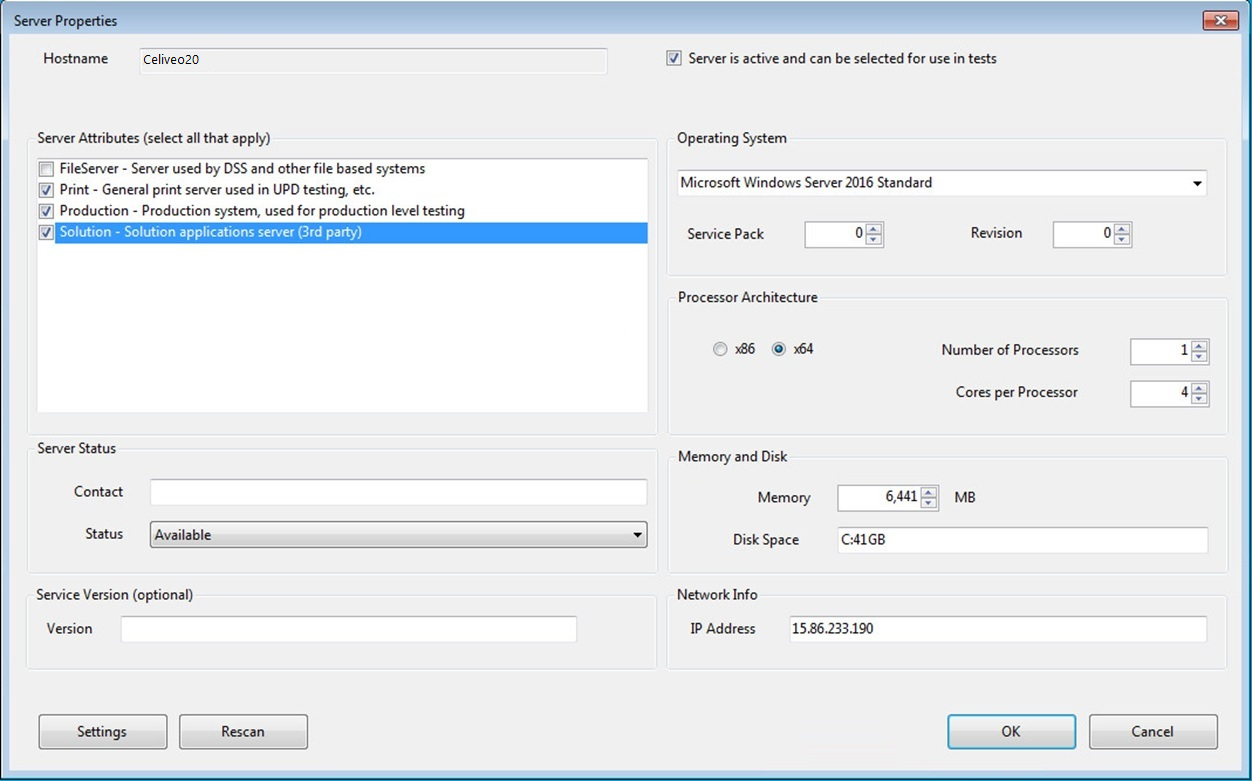 Server Properties
Hostname
Celiveo20
Server is active and can be selected for use in tests
Server Attributes (select all that apply)
FileServer - Server used by DSS and other file based systems
Print - General print server used in UPD testing, etc.
Production - Production system, used for production level testing
Solution - Solution applications server (3rd party)
Operating System
Microsoft Windows Server 2016 Standard
Service Pack
0
Revision
0
Processor Architecture
x86
x64
Number of Processors
1
Cores per Processor
4
Server Status
Contact
Status
Available
Memory and Disk
Memory
6,441
MB
Disk Space
C:41GB
Service Version (optional)
Version
Network Info
IP Address
15.86.233.190
Settings
Rescan
OK
Cancel